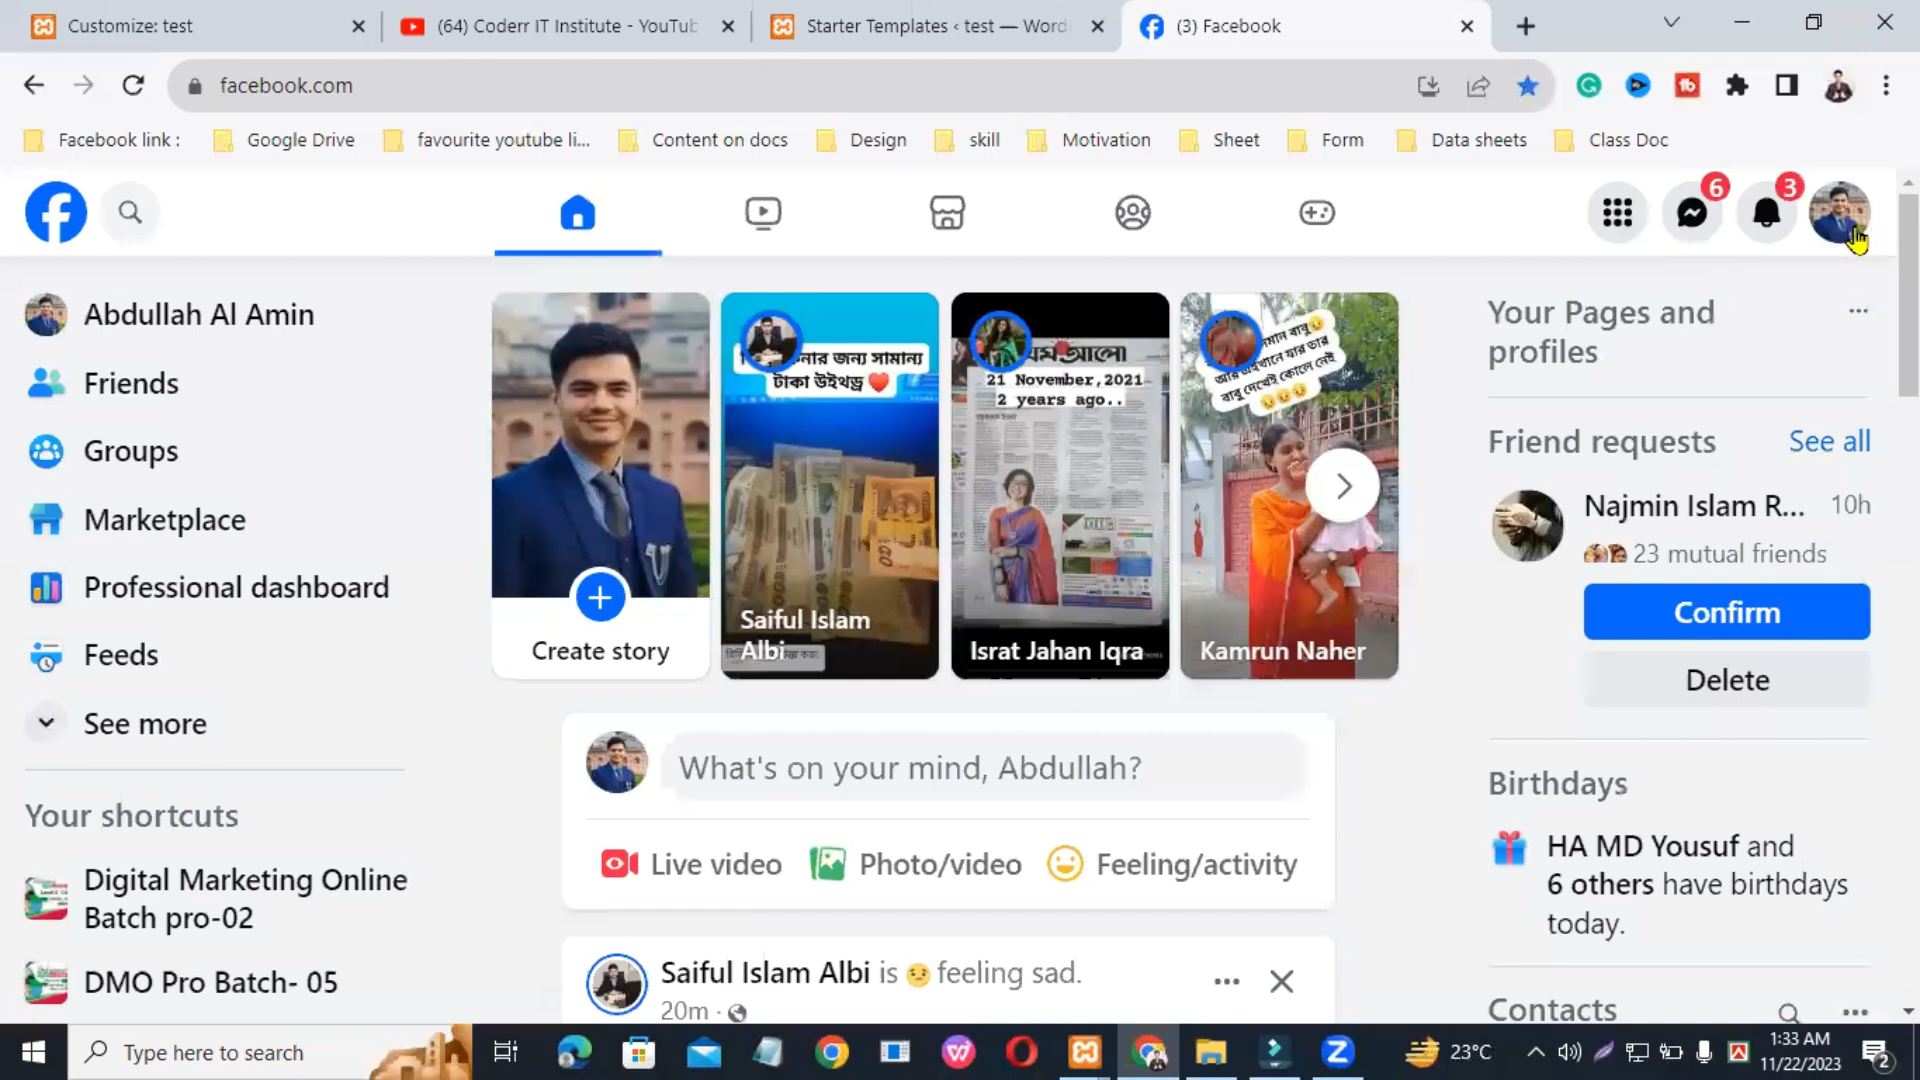 Customize: test
(64) Coderr IT Institute - YouTub
Starter Templates ‹ test — Word
(3) Facebook
facebook.com
Facebook link :
Google Drive
favourite youtube li...
Content on docs
Design
skill
Motivation
Sheet
Form
Data sheets
Class Doc
6
3
Abdullah Al Amin
Friends
Groups
Marketplace
Professional dashboard
Feeds
See more
Your shortcuts
Digital Marketing Online
Batch pro-02
DMO Pro Batch- 05
Create story
জন্য সামান্য
টাকা উইথড্র
Saiful Islam
Albi
আলো
21 November,2021
2 years ago..
Israt Jahan Iqra
বাবু
বাবু দেখেই কোলে নেই
Kamrun Naher
What's on your mind, Abdullah?
Live video
Photo/video
Feeling/activity
Saiful Islam Albi is feeling sad.
20m ·
Your Pages and
profiles
Friend requests
See all
Najmin Islam R...
10h
23 mutual friends
Confirm
Delete
Birthdays
HA MD Yousuf and
6 others have birthdays
today.
Contacts
Type here to search
23°C
1:33 AM
11/22/2023
2